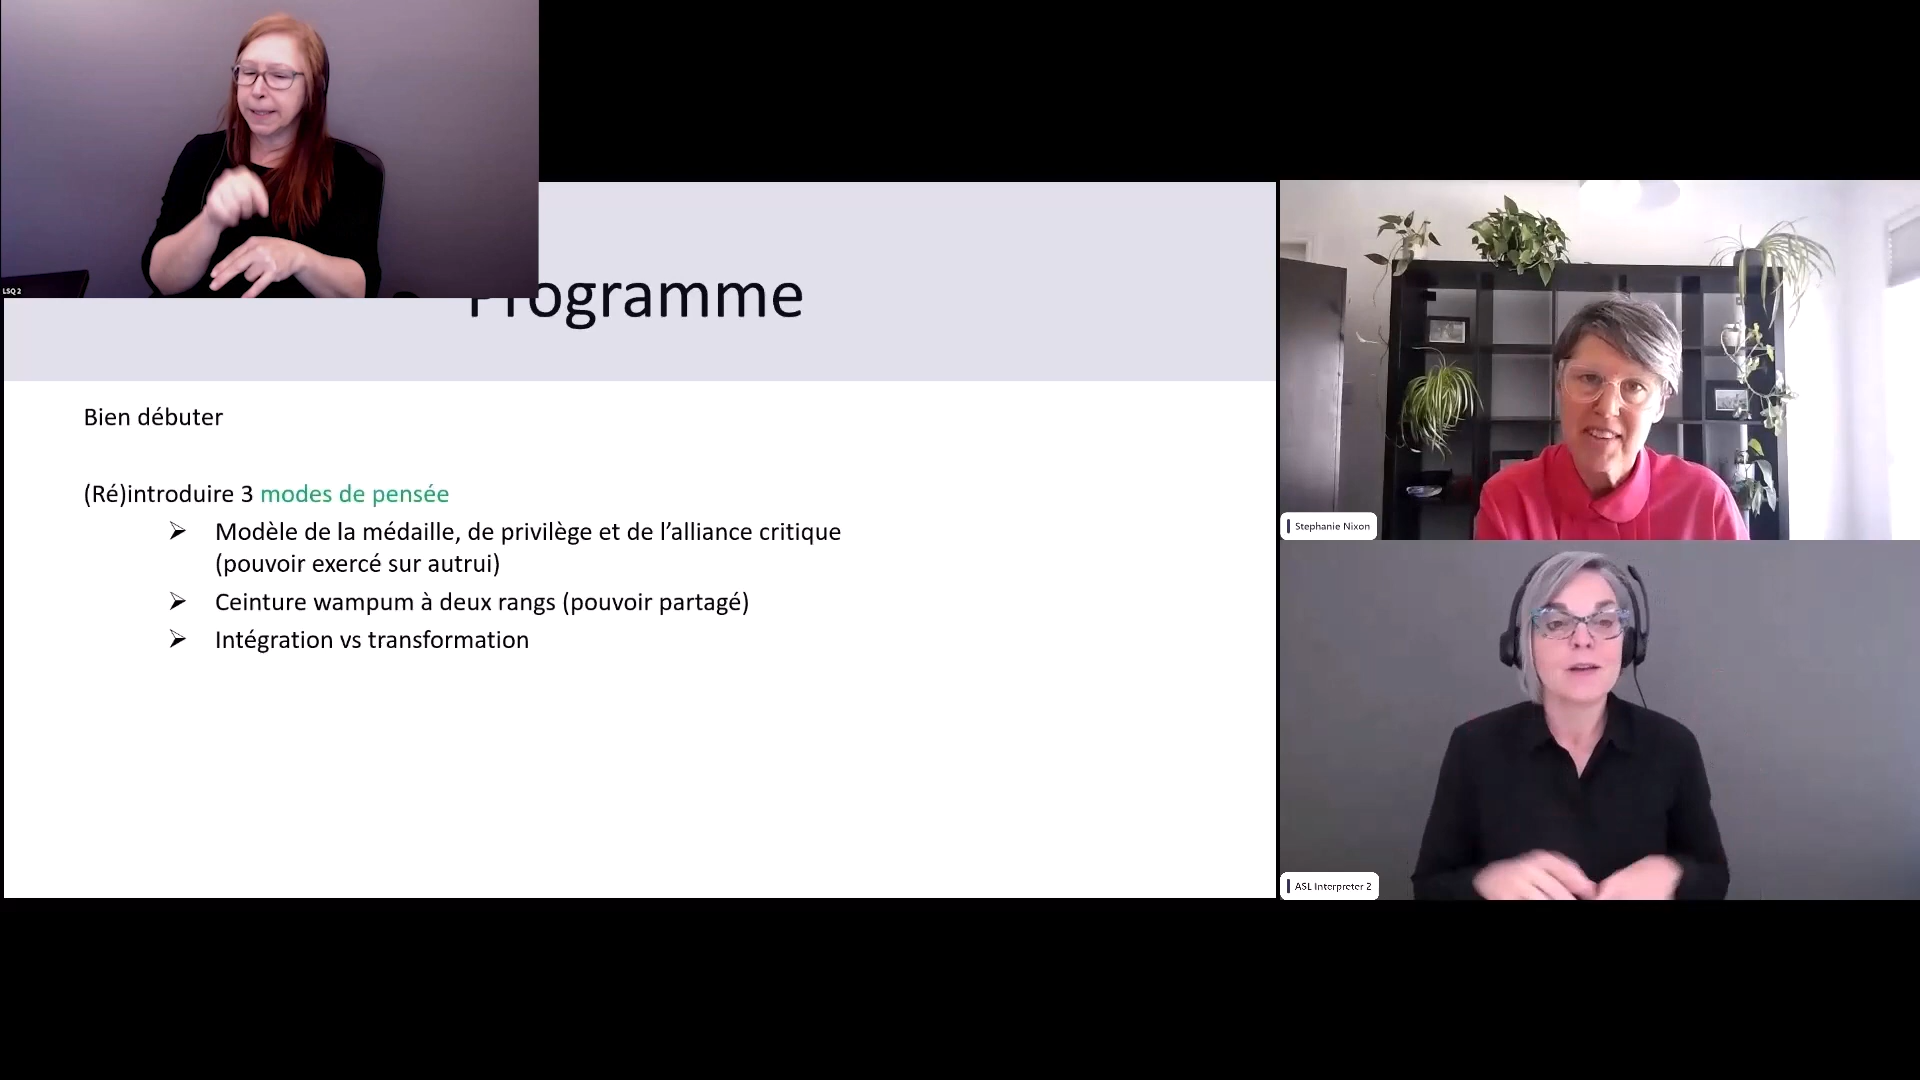 LSQ 2
Programme
Bien débuter
(Ré)introduire 3 modes de pensée
➢ Modèle de la médaille, de privilège et de l’alliance critique
(pouvoir exercé sur autrui)
➢ Ceinture wampum à deux rangs (pouvoir partagé)
➢ Intégration vs transformation
Stephanie Nixon
ASL Interpreter 2